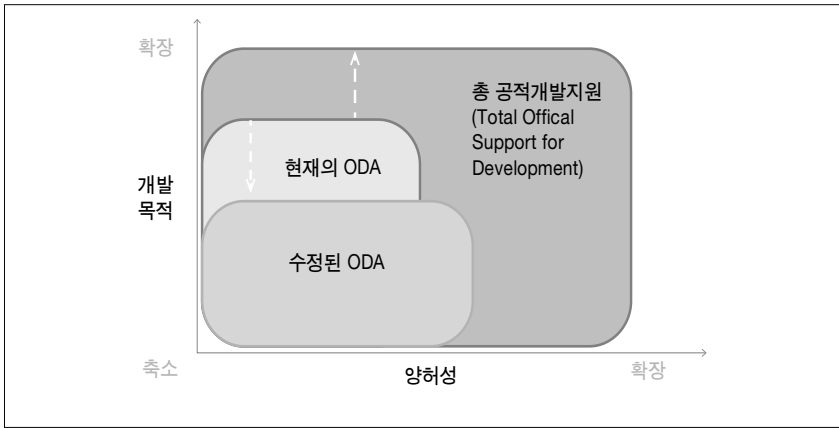 확장
총 공적개발지원
(Total Offical
Support for
Development)
현재의 ODA
개발
목적
수정된 ODA
축소
양허성
확장